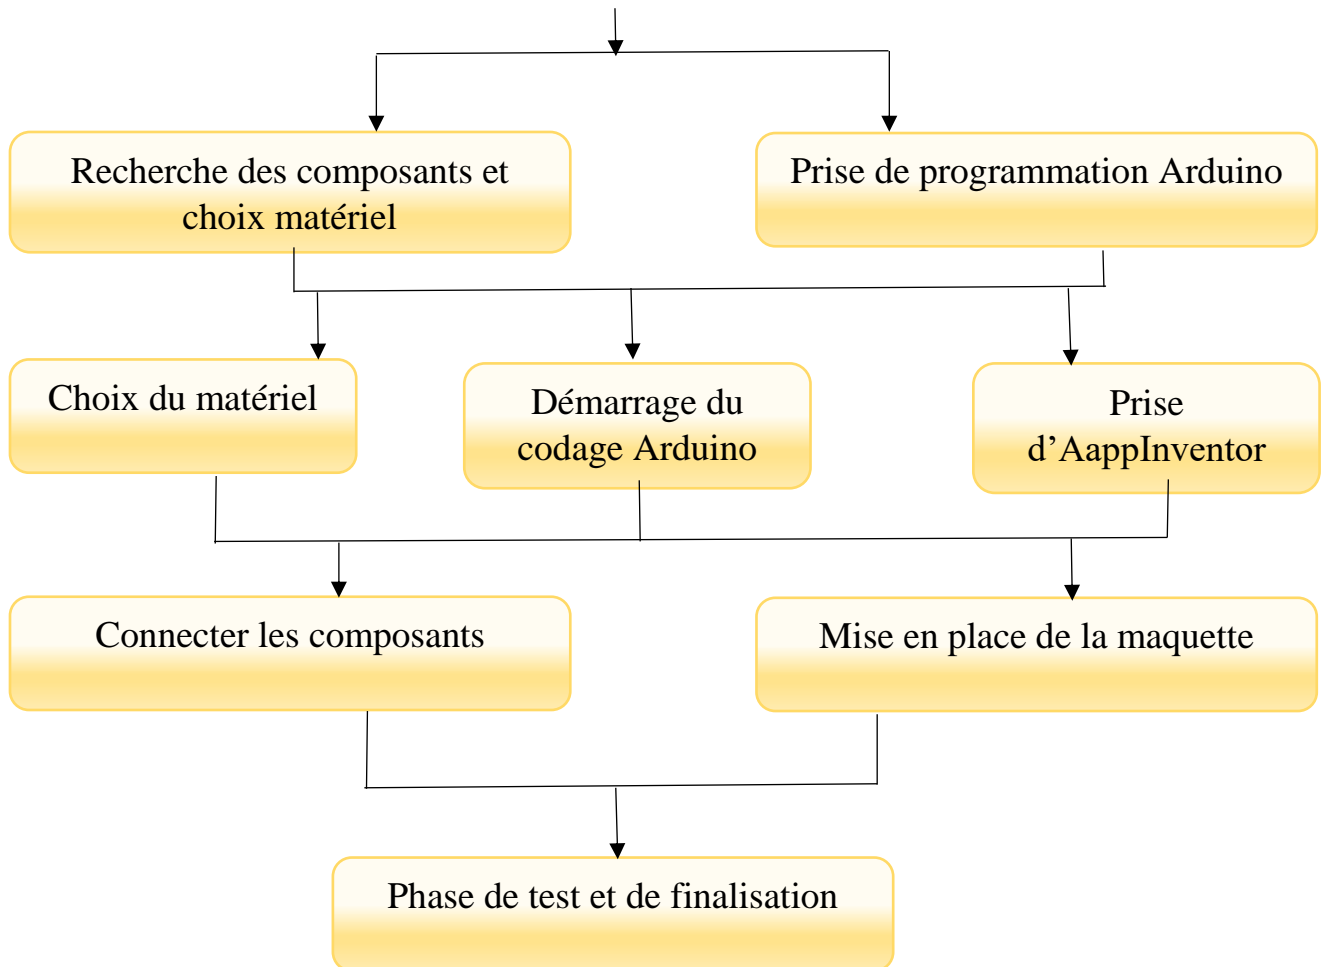 Recherche des composants et
choix matériel
Prise de programmation Arduino
Choix du matériel
Démarrage du
codage Arduino
Prise
d’AappInventor
Connecter les composants
Mise en place de la maquette
Phase de test et de finalisation